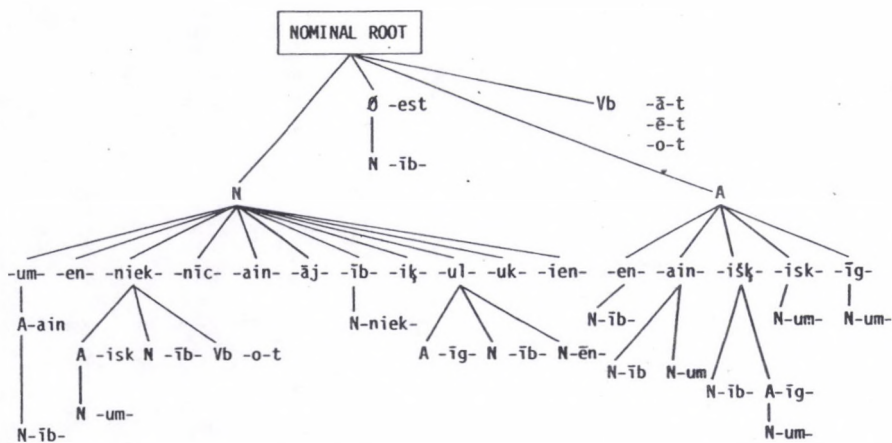 NOMINAL ROOT
Ø -est
Vb -ā-t
-ē-t
-o-t
N -īb-
N
A
-um- -en- -niek- -nīc- -ain- -āj- -īb- -iķ- -ul- -uk- -ien- -en- -ain- -išķ- -isk- -īg-
A-ain
N-niek-
N-īb-
N-um-
N-um-
A -isk
N -īb-
Vb -o-t
A -īg-
N -īb-
N-ēn-
N-īb
N-um
N-īb-
A-īg-
N -um-
N-um-
N-īb-